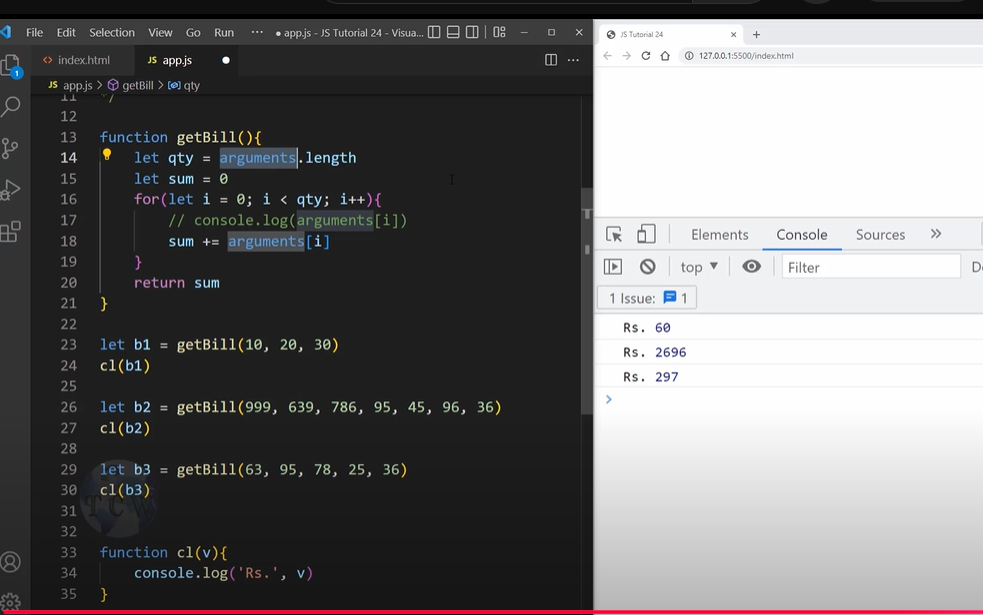 File Edit Selection View Go Run ··· ● app.js - JS Tutorial 24 - Visua...
JS Tutorial 24
127.0.0.1:5500/index.html
<> index.html JS app.js ●
JS app.js > getBill > qty
11 */
12
13 function getBill(){
14 let qty = arguments.length
15 let sum = 0
16 for(let i = 0; i < qty; i++){
17 // console.log(arguments[i])
18 sum += arguments[i]
19 }
20 return sum
21 }
22
23 let b1 = getBill(10, 20, 30)
24 cl(b1)
25
26 let b2 = getBill(999, 639, 786, 95, 45, 96, 36)
27 cl(b2)
28
29 let b3 = getBill(63, 95, 78, 25, 36)
30 cl(b3)
31
32
33 function cl(v){
34 console.log('Rs.', v)
35 }
1
TCW
Elements Console Sources »
top ▼ Filter
1 Issue: 1
Rs. 60
Rs. 2696
Rs. 297
>